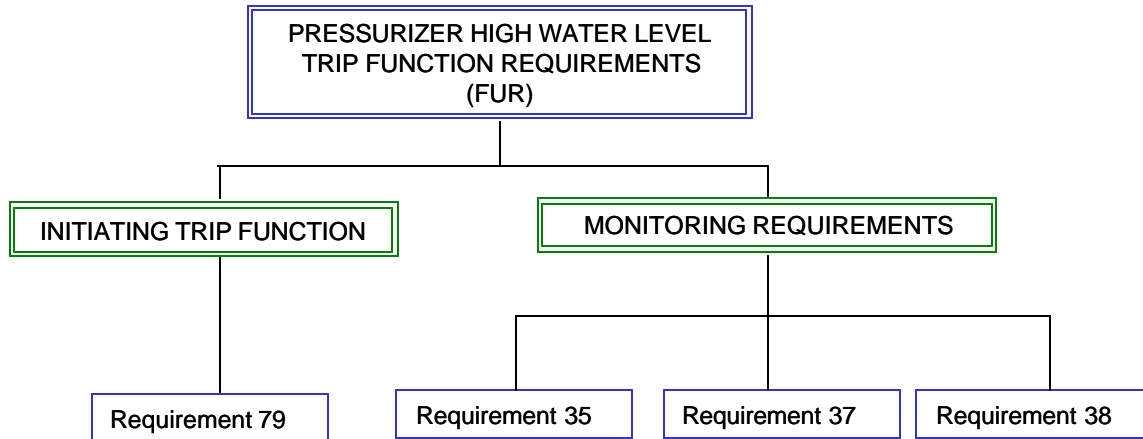 PRESSURIZER HIGH WATER LEVEL
TRIP FUNCTION REQUIREMENTS
(FUR)
INITIATING TRIP FUNCTION
MONITORING REQUIREMENTS
Requirement 79
Requirement 35
Requirement 37
Requirement 38